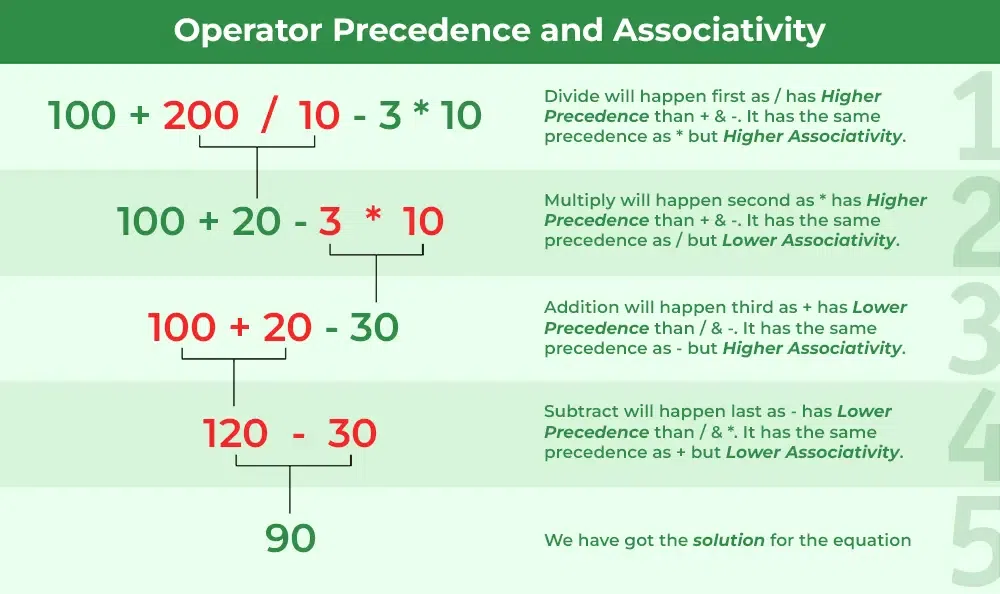 Operator Precedence and Associativity
100 + 200 / 10 - 3 * 10
Divide will happen first as / has Higher
Precedence than + & -. It has the same
precedence as * but Higher Associativity.
1
100 + 20 - 3 * 10
Multiply will happen second as * has Higher
Precedence than + & -. It has the same
precedence as / but Lower Associativity.
2
100 + 20 - 30
Addition will happen third as + has Lower
Precedence than / & -. It has the same
precedence as - but Higher Associativity.
3
120 - 30
Subtract will happen last as - has Lower
Precedence than / & *. It has the same
precedence as + but Lower Associativity.
4
90
We have got the solution for the equation
5